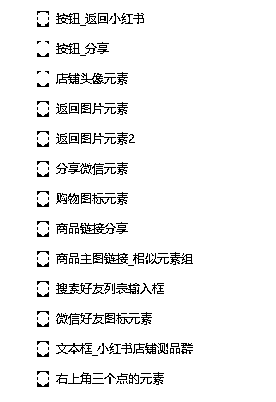 按钮_返回小红书
按钮_分享
店铺头像元素
返回图片元素
返回图片元素2
分享微信元素
购物图标元素
商品链接分享
商品主图链接_相似元素组
搜素好友列表输入框
微信好友图标元素
文本框_小红书店铺测品群
右上角三个点的元素